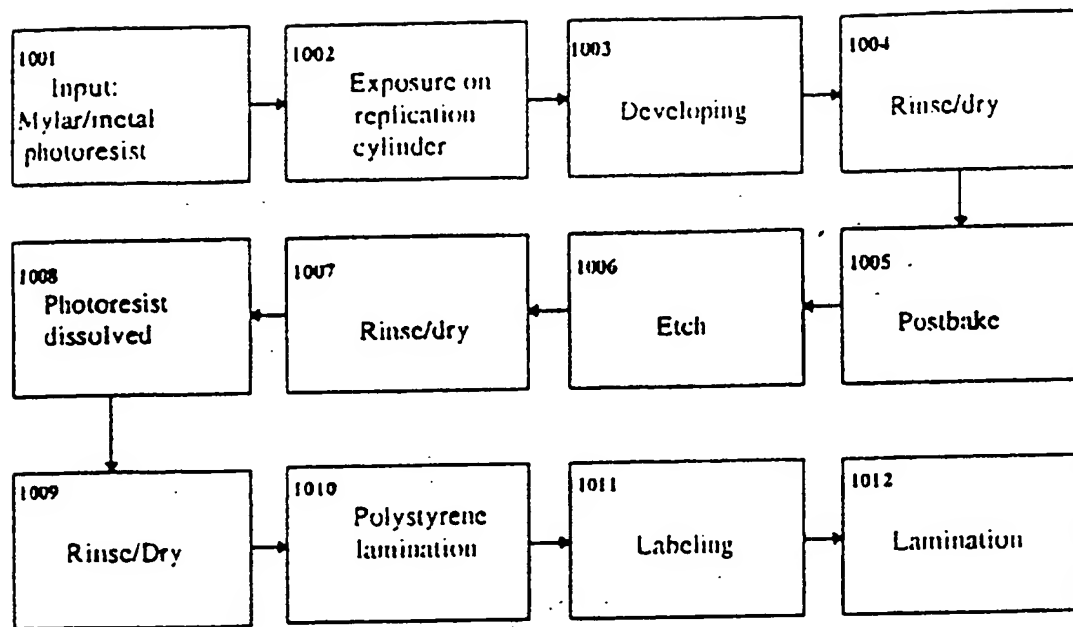 1001
Input:
Mylar/metal
photoresist
1002
Exposure on
replication
cylinder
1003
Developing
1004
Rinse/dry
1005
Postbake
1006
Etch
1007
Rinse/dry
1008
Photoresist
dissolved
1009
Rinse/Dry
1010
Polystyrene
lamination
1011
Labeling
1012
Lamination